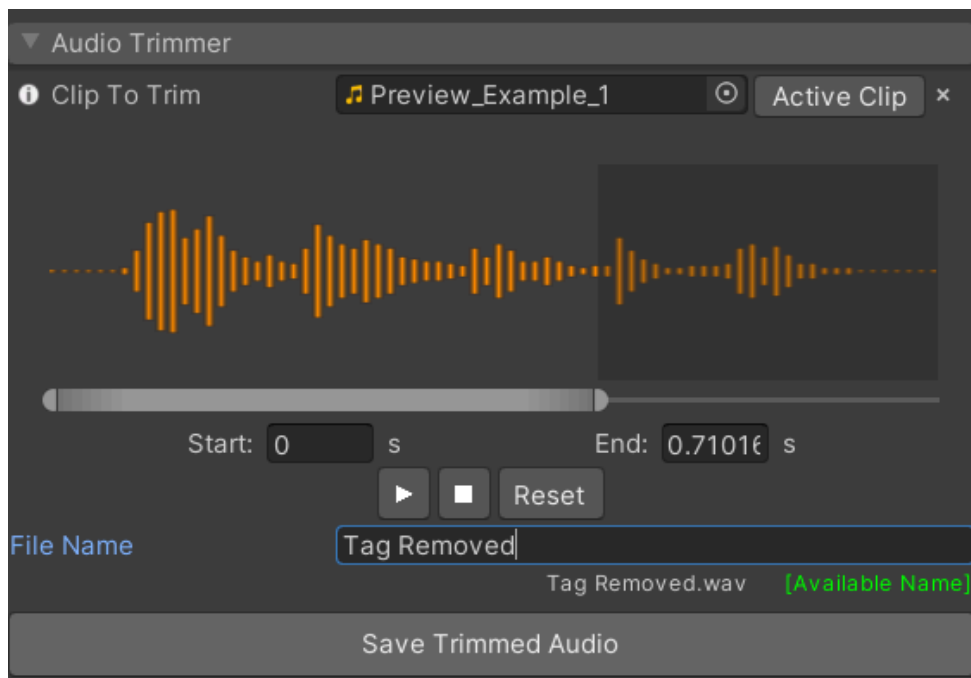 Audio Trimmer
Clip To Trim Preview_Example_1 Active Clip ×
Start: 0 s End: 0.71016 s
Reset
File Name Tag Removed
Tag Removed.wav [Available Name]
Save Trimmed Audio